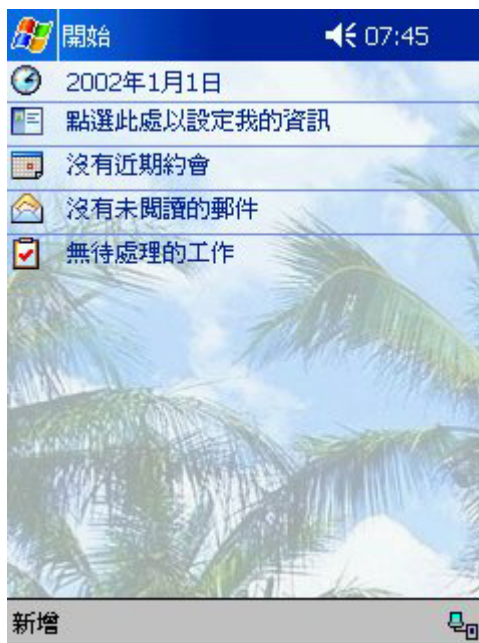 開始 07:45
2002年1月1日
點選此處以設定我的資訊
沒有近期約會
沒有未閱讀的郵件
無待處理的工作
新增